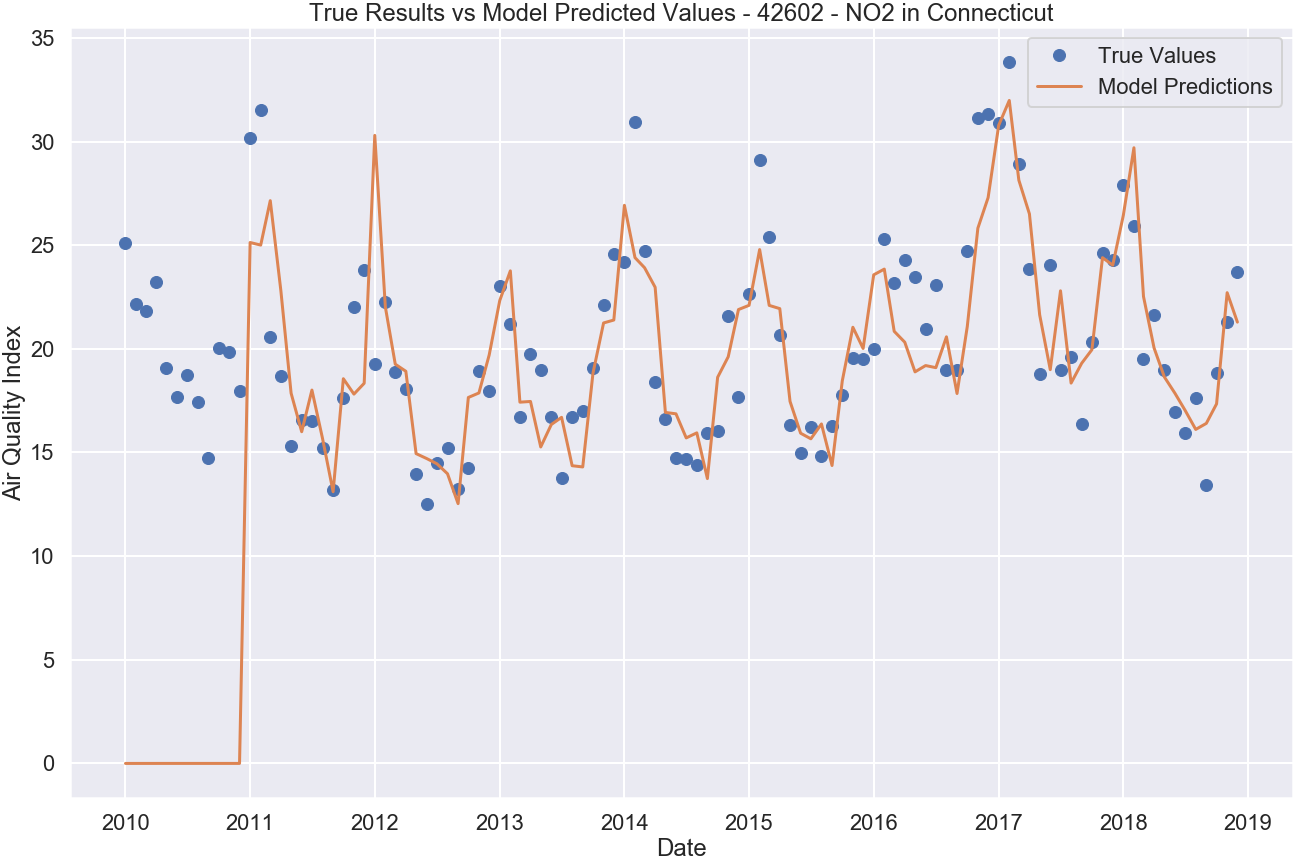 True Results vs Model Predicted Values - 42602 - NO2 in Connecticut
True Values
Model Predictions
Air Quality Index
35
30
25
20
15
10
5
0
2010 2011 2012 2013 2014 2015 2016 2017 2018 2019
Date